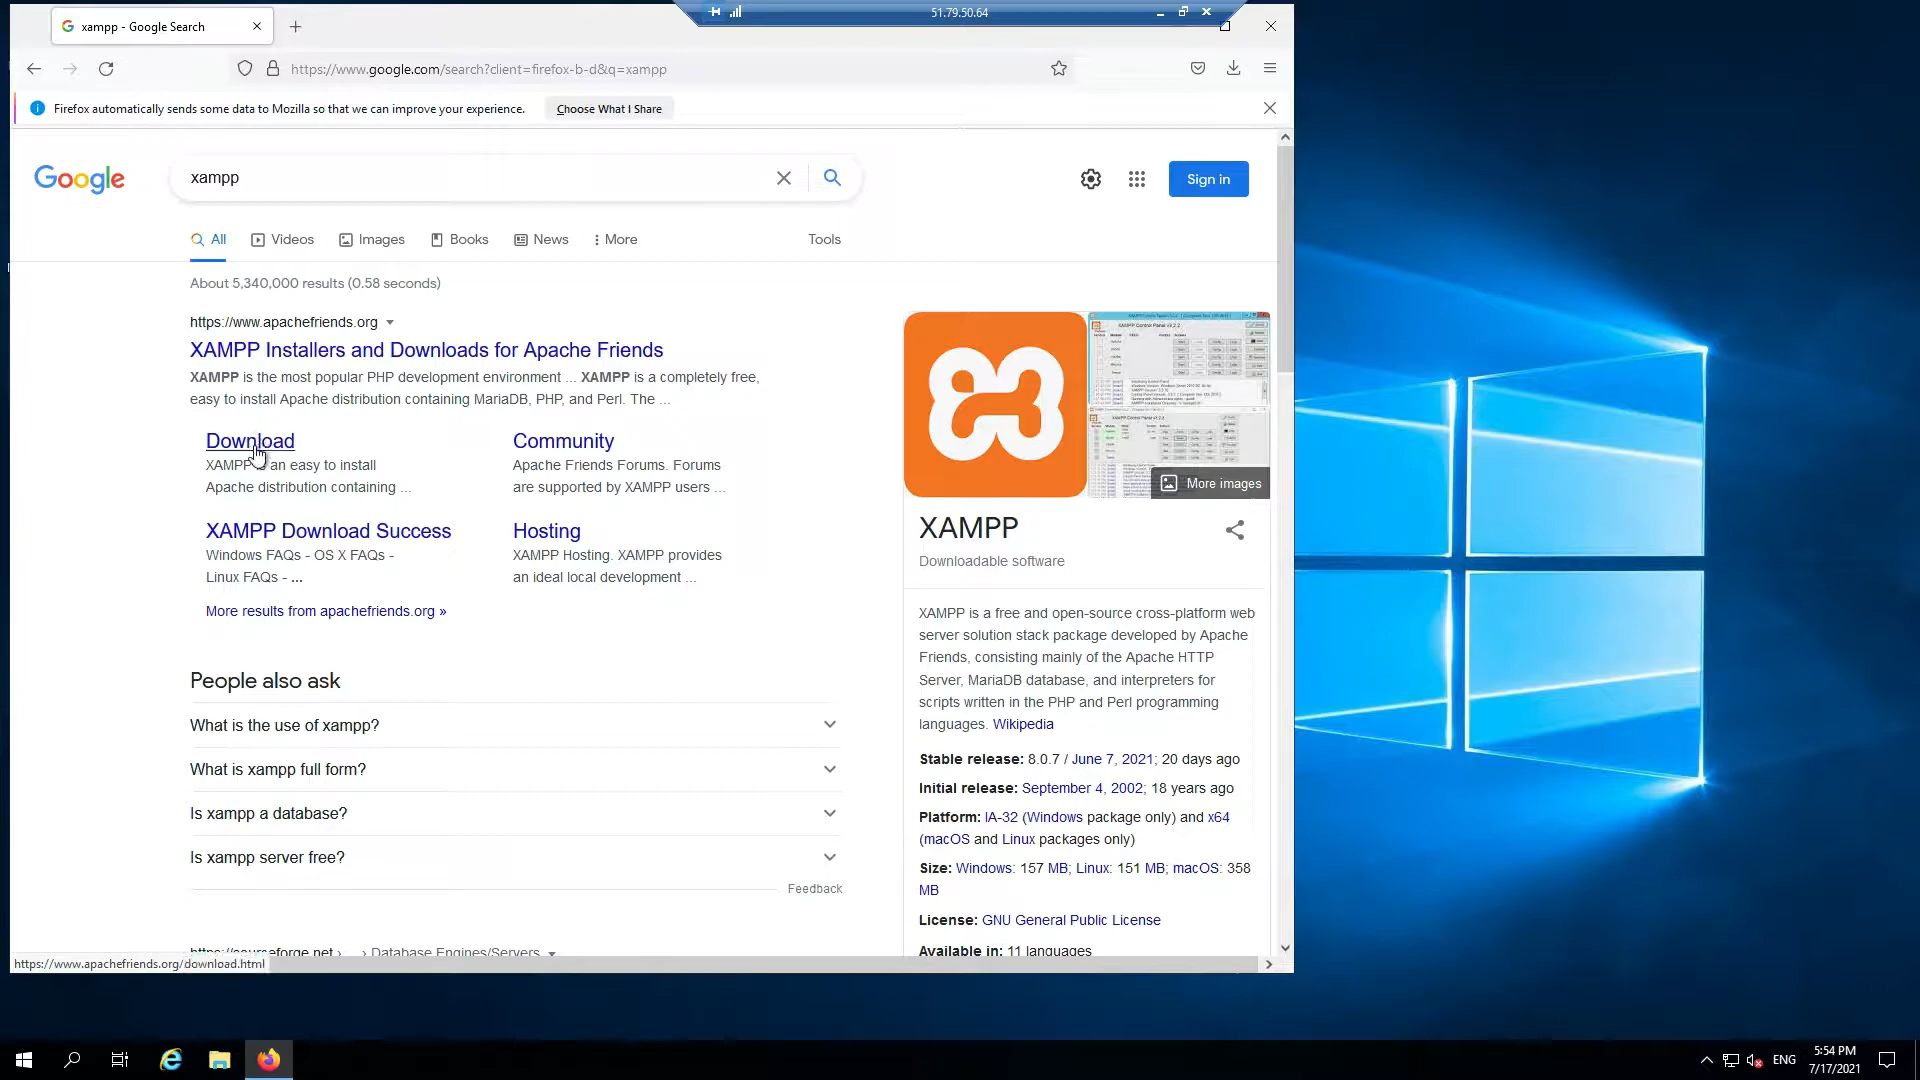 51.79.50.64
xampp - Google Search
https://www.google.com/search?client=firefox-b-d&q=xampp
Firefox automatically sends some data to Mozilla so that we can improve your experience.
Choose What I Share
Google
xampp
Sign in
All
Videos
Images
Books
News
More
Tools
About 5,340,000 results (0.58 seconds)
https://www.apachefriends.org
XAMPP Installers and Downloads for Apache Friends
XAMPP is the most popular PHP development environment ... XAMPP is a completely free,
easy to install Apache distribution containing MariaDB, PHP, and Perl. The ...
Download
XAMPP is an easy to install
Apache distribution containing ...
Community
Apache Friends Forums. Forums
are supported by XAMPP users ...
XAMPP Download Success
Windows FAQs - OS X FAQs -
Linux FAQs - ...
Hosting
XAMPP Hosting. XAMPP provides
an ideal local development ...
More results from apachefriends.org »
People also ask
What is the use of xampp?
What is xampp full form?
Is xampp a database?
Is xampp server free?
Feedback
https://sourceforge.net › ... › Database Engines/Servers
https://www.apachefriends.org/download.html
More images
XAMPP
Downloadable software
XAMPP is a free and open-source cross-platform web
server solution stack package developed by Apache
Friends, consisting mainly of the Apache HTTP
Server, MariaDB database, and interpreters for
scripts written in the PHP and Perl programming
languages. Wikipedia
Stable release: 8.0.7 / June 7, 2021; 20 days ago
Initial release: September 4, 2002; 18 years ago
Platform: IA-32 (Windows package only) and x64
(macOS and Linux packages only)
Size: Windows: 157 MB; Linux: 151 MB; macOS: 358
MB
License: GNU General Public License
Available in: 11 languages
ENG
5:54 PM
7/17/2021